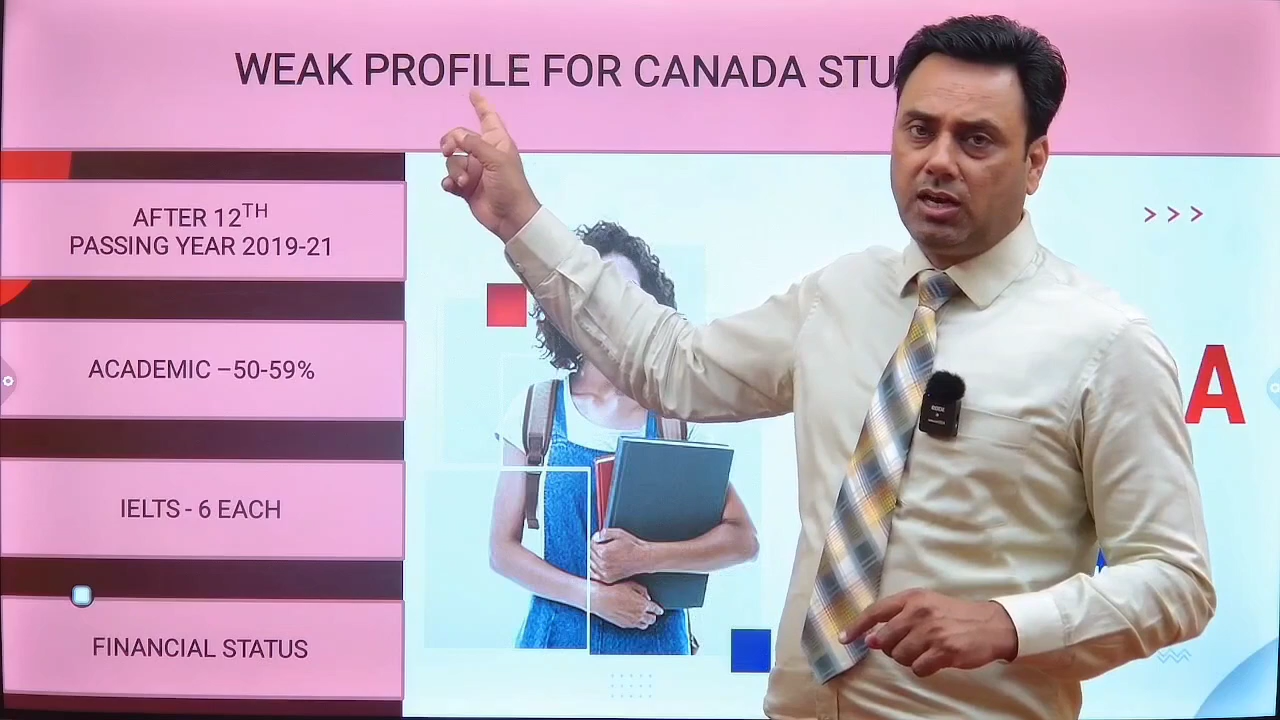 WEAK PROFILE FOR CANADA STU
>>>
AFTER 12TH
PASSING YEAR 2019-21
ACADEMIC –50-59%
IELTS - 6 EACH
FINANCIAL STATUS
A
RODE